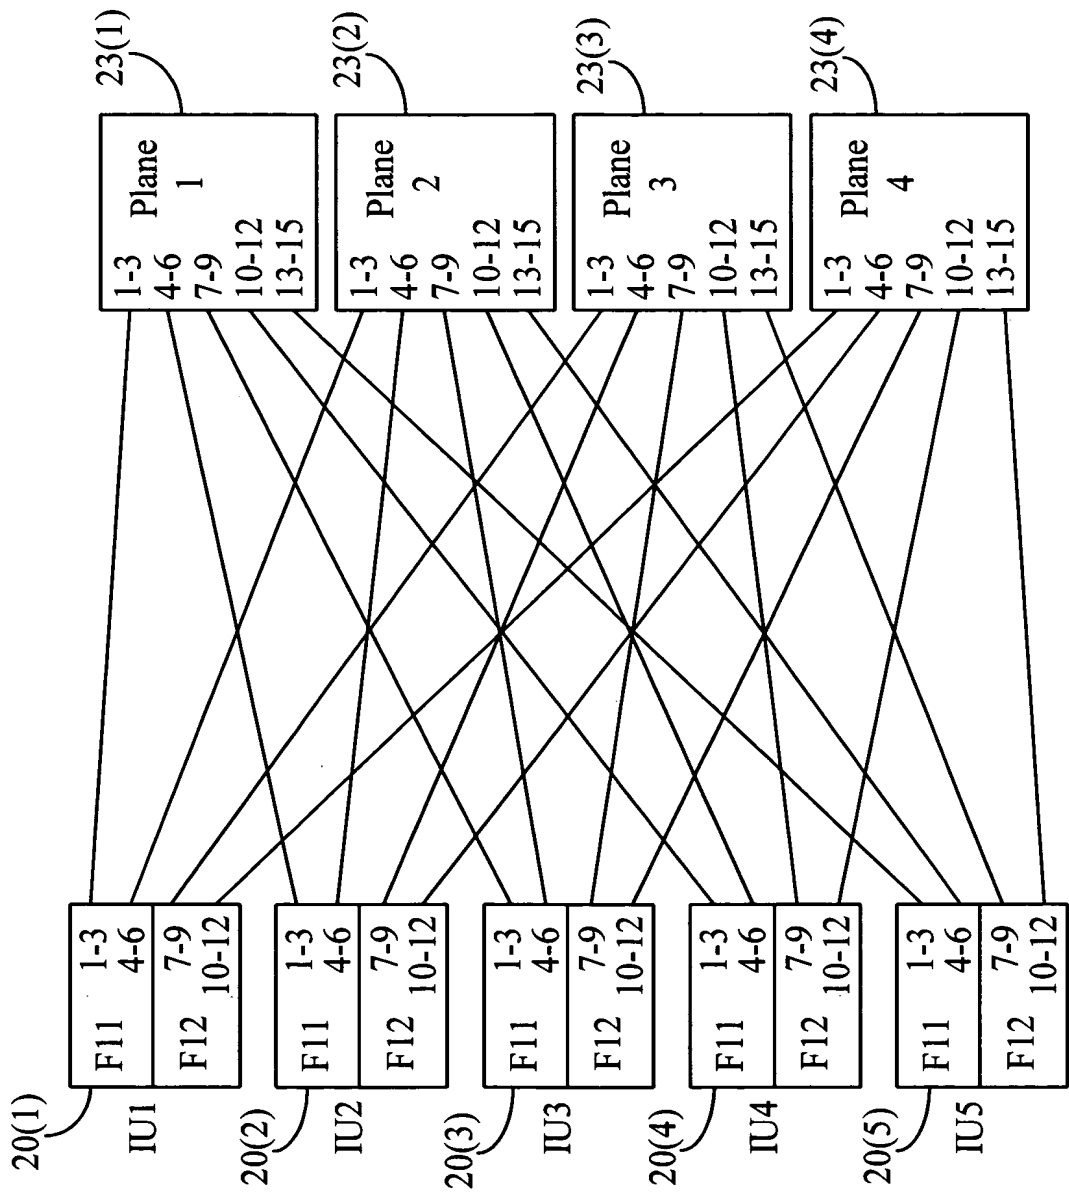 23(1)
Plane
1
1-3
4-6
7-9
10-12
13-15
23(2)
Plane
2
1-3
4-6
7-9
10-12
13-15
23(3)
Plane
3
1-3
4-6
7-9
10-12
13-15
23(4)
Plane
4
1-3
4-6
7-9
10-12
13-15
20(1)
IU1
F11
1-3
4-6
F12
7-9
10-12
20(2)
IU2
F11
1-3
4-6
F12
7-9
10-12
20(3)
IU3
F11
1-3
4-6
F12
7-9
10-12
20(4)
IU4
F11
1-3
4-6
F12
7-9
10-12
20(5)
IU5
F11
1-3
4-6
F12
7-9
10-12